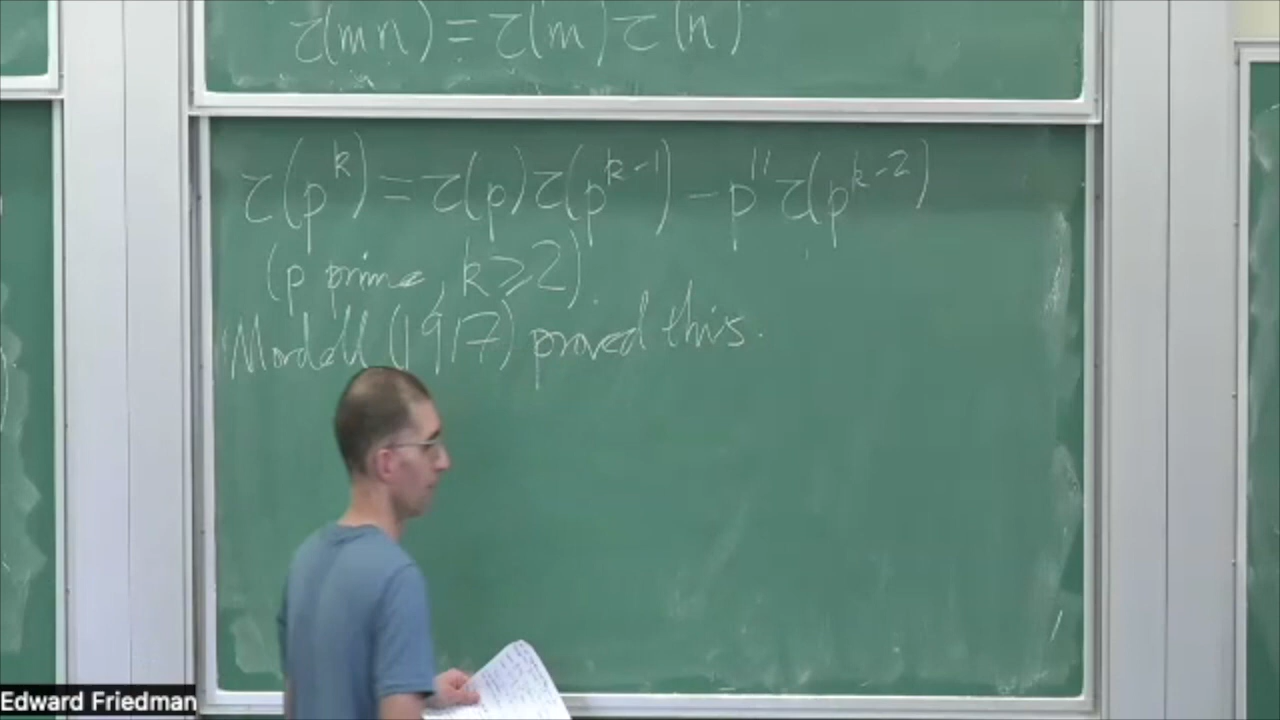 τ(mn) = τ(m) τ(n)
τ(p^k) = τ(p) τ(p^{k-1}) - p^{11} τ(p^{k-2})
(p prime, k ⩾ 2).
Mordell (1917) proved this.
Edward Friedman